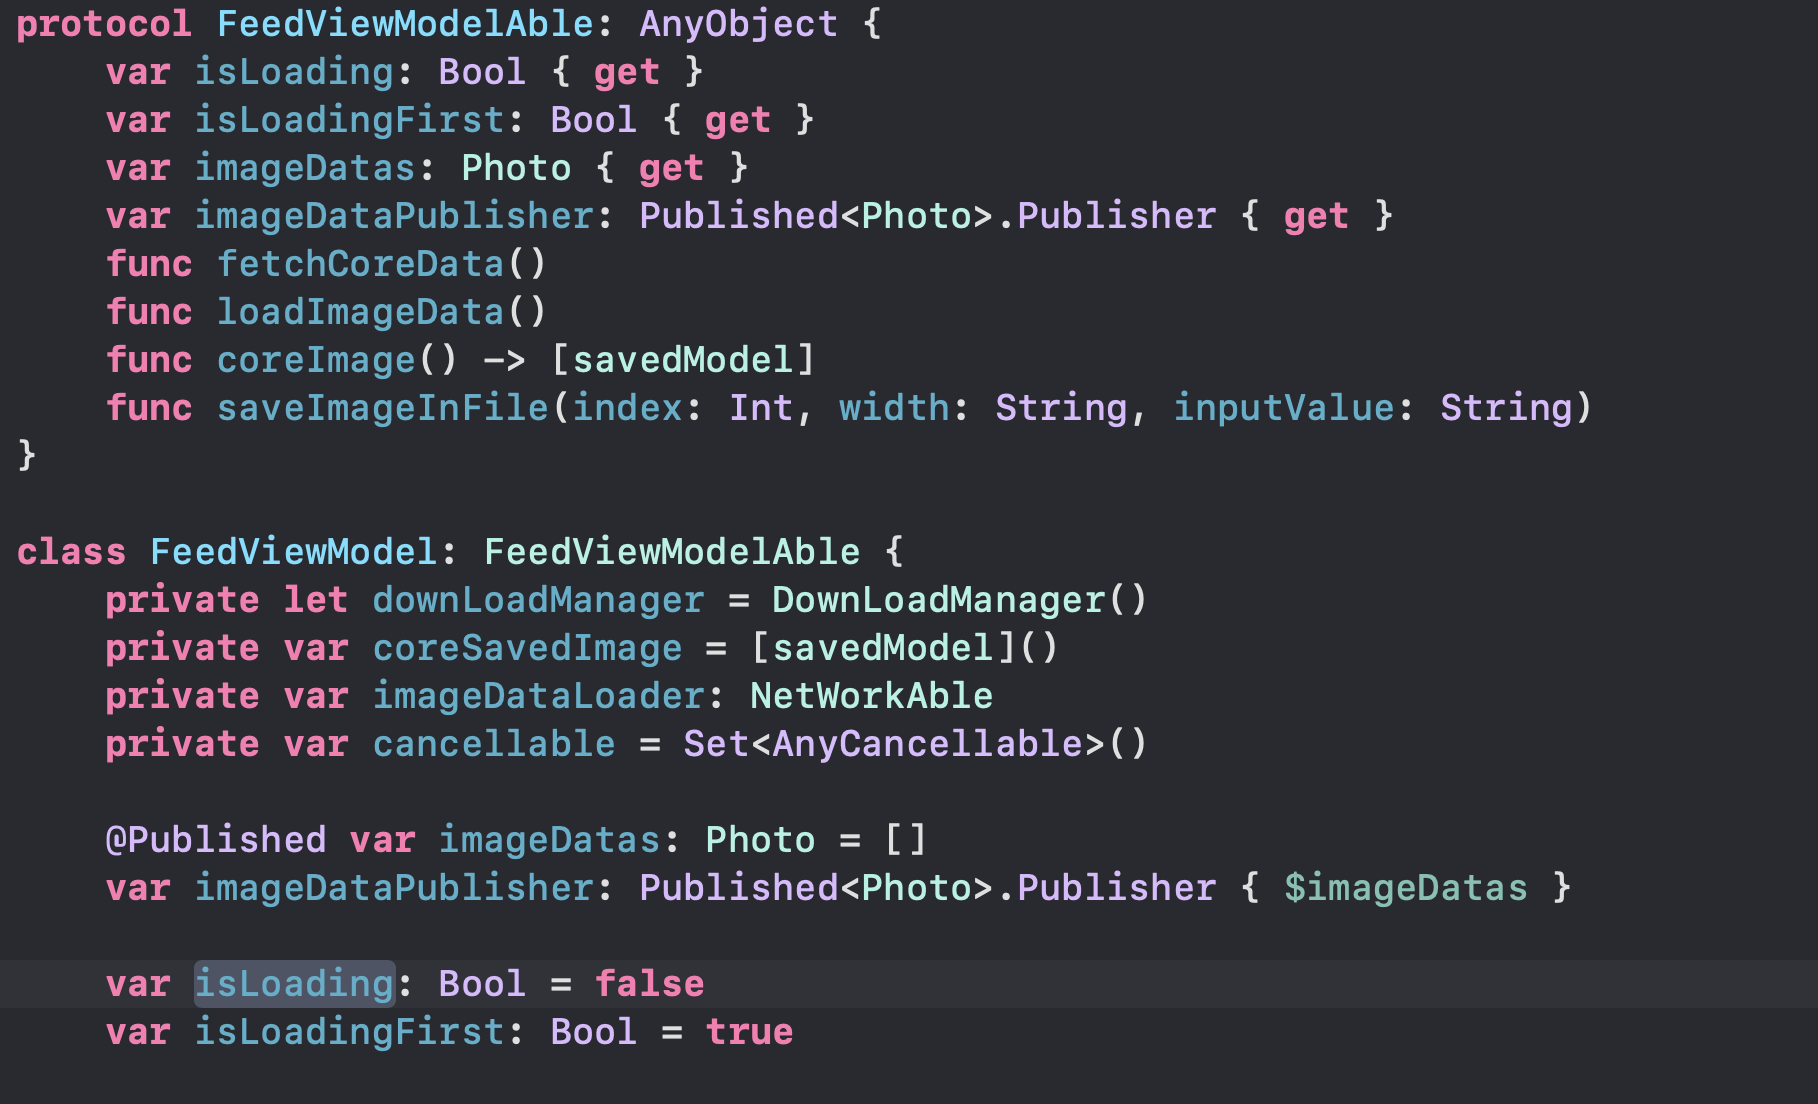 protocol FeedViewModelAble: AnyObject {
    var isLoading: Bool { get }
    var isLoadingFirst: Bool { get }
    var imageDatas: Photo { get }
    var imageDataPublisher: Published<Photo>.Publisher { get }
    func fetchCoreData()
    func loadImageData()
    func coreImage() -> [savedModel]
    func saveImageInFile(index: Int, width: String, inputValue: String)
}

class FeedViewModel: FeedViewModelAble {
    private let downLoadManager = DownLoadManager()
    private var coreSavedImage = [savedModel]()
    private var imageDataLoader: NetWorkAble
    private var cancellable = Set<AnyCancellable>()

    @Published var imageDatas: Photo = []
    var imageDataPublisher: Published<Photo>.Publisher { $imageDatas }

    var isLoading: Bool = false
    var isLoadingFirst: Bool = true